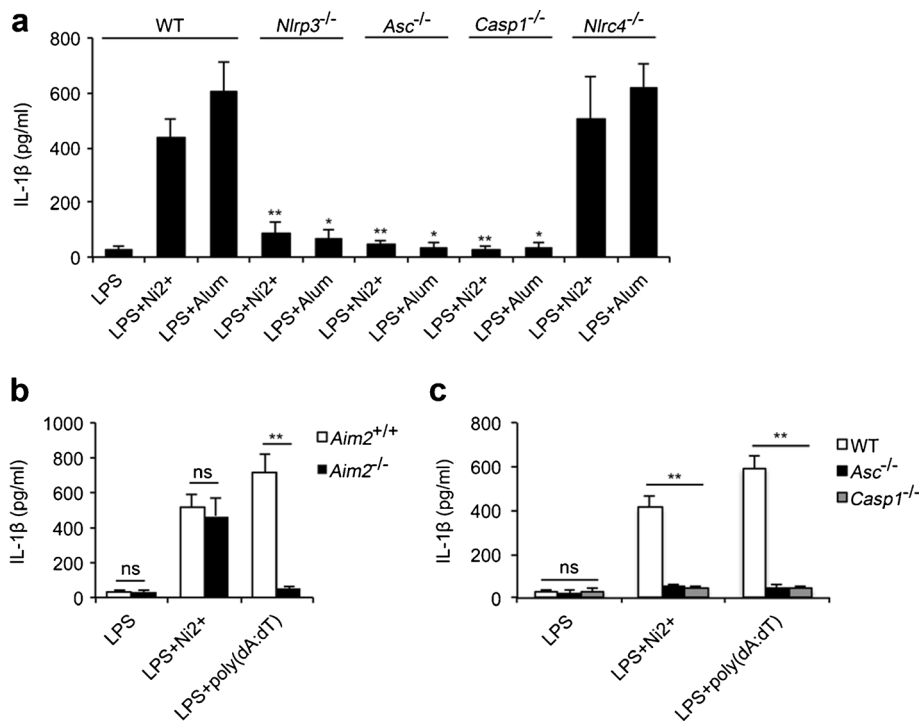 a
WT Nlrp3-/- Asc-/- Casp1-/- Nlrc4-/-
IL-1β (pg/ml)
800
600
400
200
0
** * ** * ** *
LPS LPS+Ni2+ LPS+Alum LPS+Ni2+ LPS+Alum LPS+Ni2+ LPS+Alum LPS+Ni2+ LPS+Alum LPS+Ni2+ LPS+Alum
b
IL-1β (pg/ml)
1000
800
600
400
200
0
ns ns **
Aim2+/+
Aim2-/-
LPS LPS+Ni2+ LPS+poly(dA:dT)
c
IL-1β (pg/ml)
800
600
400
200
0
ns ** **
WT
Asc-/-
Casp1-/-
LPS LPS+Ni2+ LPS+poly(dA:dT)